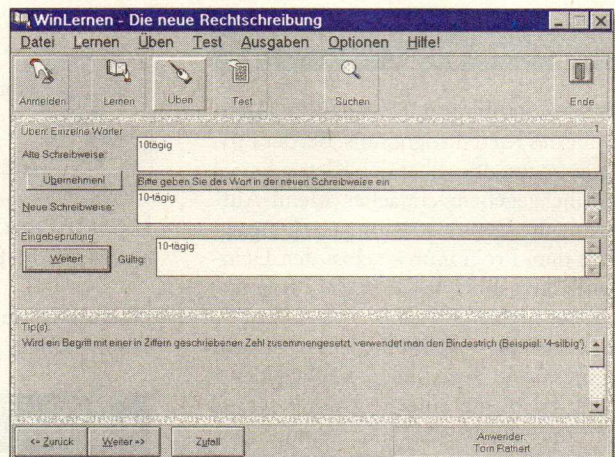 WinLernen - Die neue Rechtschreibung
Datei Lernen Üben Test Ausgaben Optionen Hilfe!
Anmelden Lernen Üben Test Suchen Ende
Üben: Einzelne Wörter 1
Alte Schreibweise: 10tägig
Übernehmen! Bitte geben Sie das Wort in der neuen Schreibweise ein
Neue Schreibweise: 10-tägig
Eingabeprüfung
Weiter! Gültig: 10-tägig
Tip(s):
Wird ein Begriff mit einer in Ziffern geschriebenen Zahl zusammengesetzt, verwendet man den Bindestrich (Beispiel: '4-silbig')
<= Zurück Weiter => Zufall Anwender:
Tom Rathert